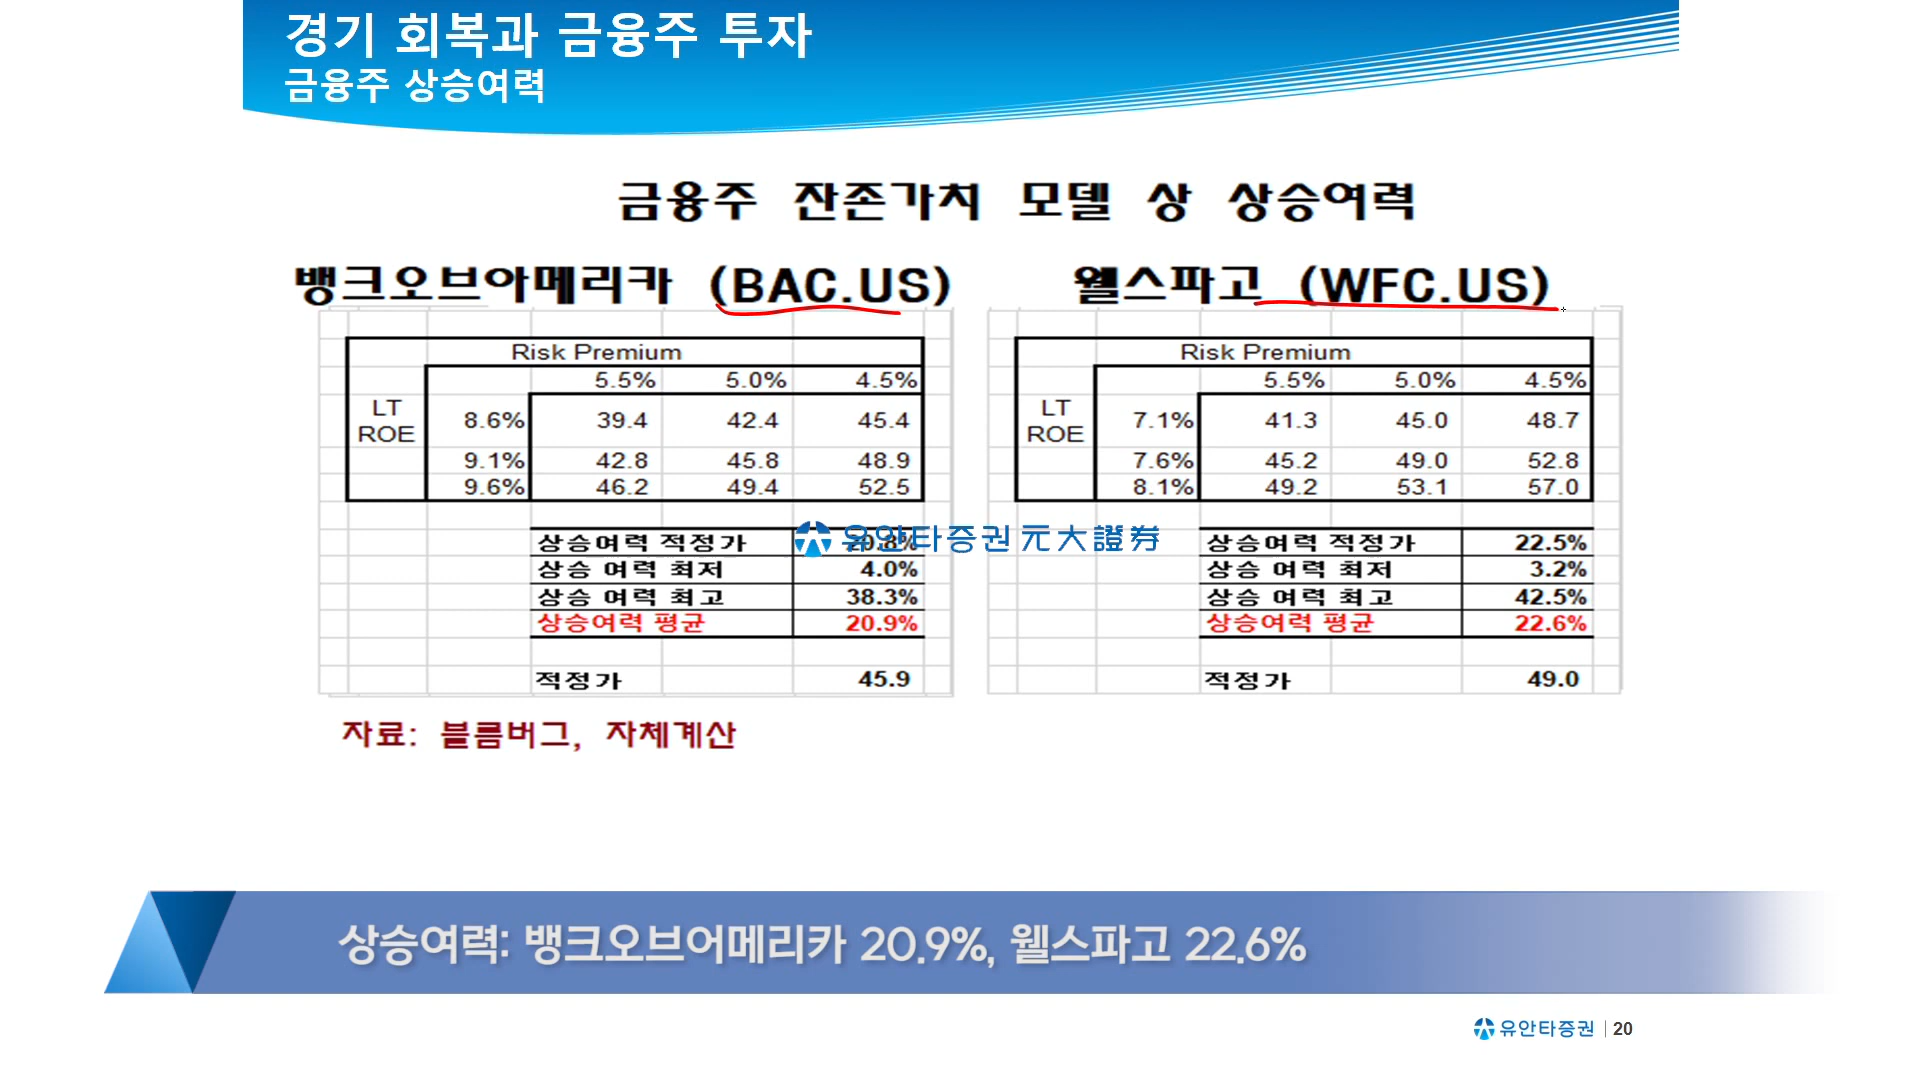 경기 회복과 금융주 투자
금융주 상승여력
금융주 잔존가치 모델 상 상승여력
뱅크오브아메리카 (BAC.US)
Risk Premium
5.5% 5.0% 4.5%
LT ROE 8.6% 39.4 42.4 45.4
9.1% 42.8 45.8 48.9
9.6% 46.2 49.4 52.5
상승여력 적정가 20.8%
상승 여력 최저 4.0%
상승 여력 최고 38.3%
상승여력 평균 20.9%
적정가 45.9
웰스파고 (WFC.US)
Risk Premium
5.5% 5.0% 4.5%
LT ROE 7.1% 41.3 45.0 48.7
7.6% 45.2 49.0 52.8
8.1% 49.2 53.1 57.0
상승여력 적정가 22.5%
상승 여력 최저 3.2%
상승 여력 최고 42.5%
상승여력 평균 22.6%
적정가 49.0
유안타증권 元大證券
자료: 블름버그, 자체계산
상승여력: 뱅크오브어메리카 20.9%, 웰스파고 22.6%
유안타증권 | 20